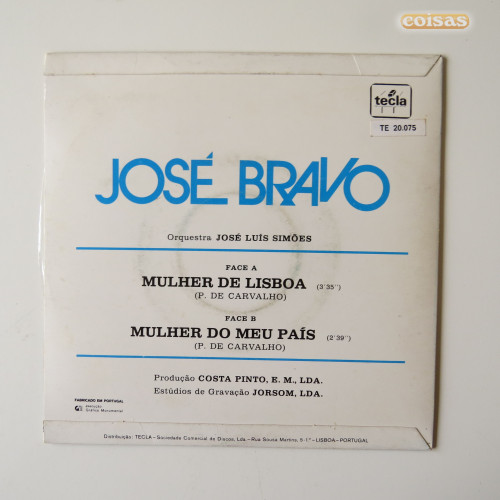 coisas
tecla
TE 20.075
JOSÉ BRAVO
Orquestra JOSÉ LUÍS SIMÕES
FACE A
MULHER DE LISBOA (3'35")
(P. DE CARVALHO)
FACE B
MULHER DO MEU PAÍS (2'39")
(P. DE CARVALHO)
Produção COSTA PINTO, E. M., LDA.
Estúdios de Gravação JORSOM, LDA.
FABRICADO EM PORTUGAL
Gráfica Monumental
Distribuição: TECLA - Sociedade Comercial de Discos, Lda. - Rua Sousa Martins, 5-1.º - LISBOA - PORTUGAL